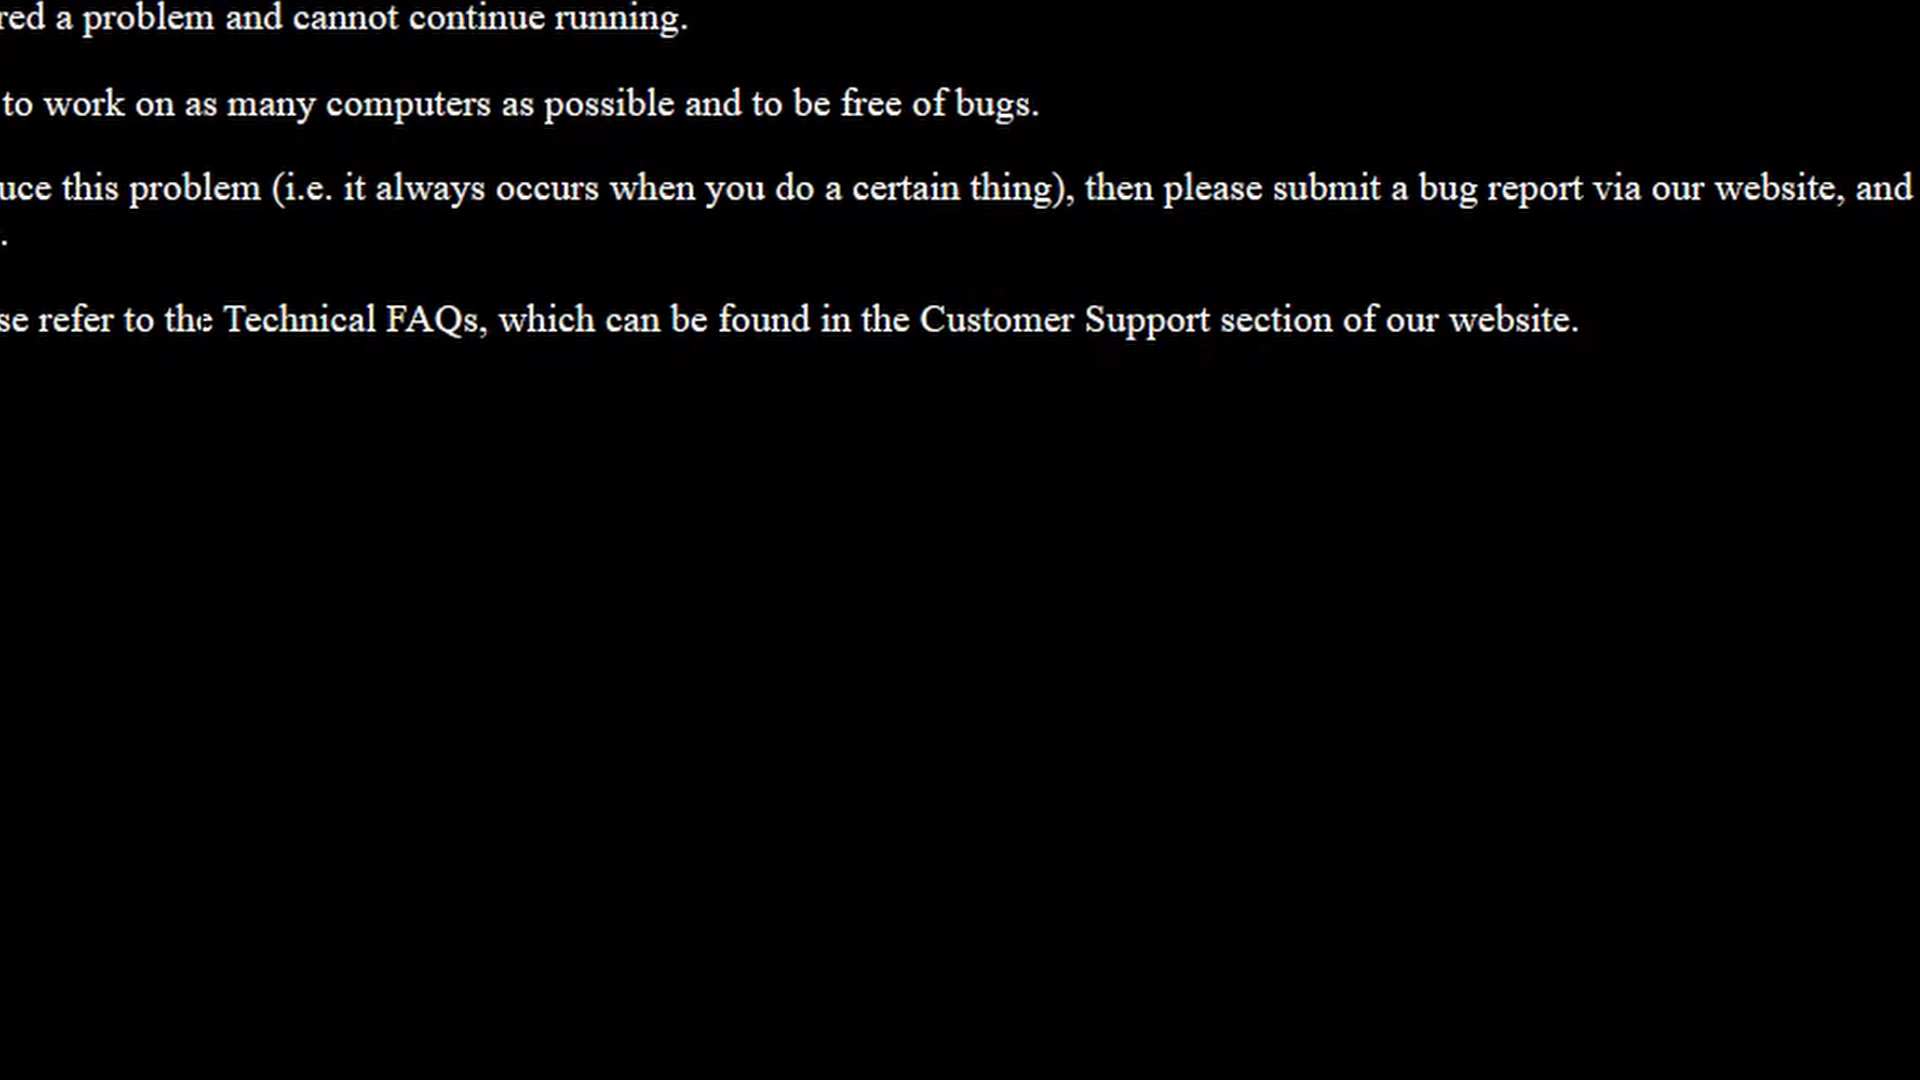 red a problem and cannot continue running.
to work on as many computers as possible and to be free of bugs.
uce this problem (i.e. it always occurs when you do a certain thing), then please submit a bug report via our website, and
.
se refer to the Technical FAQs, which can be found in the Customer Support section of our website.